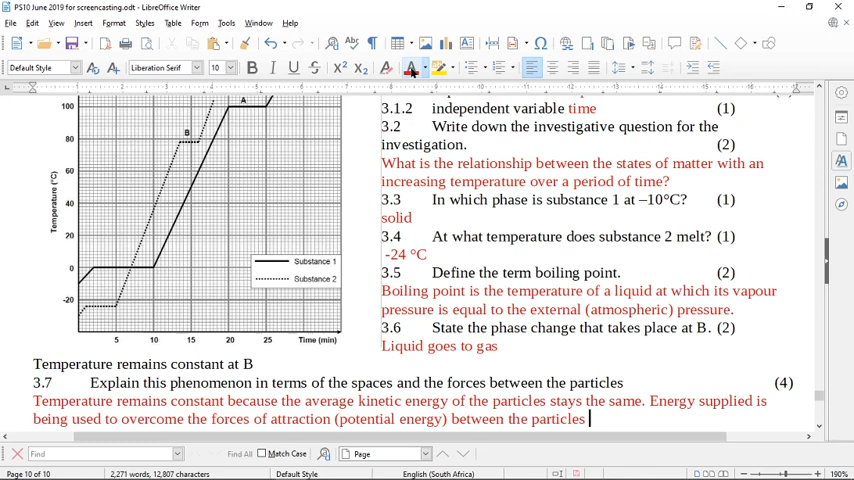 PS10 June 2019 for screencasting.odt - LibreOffice Writer
File Edit View Insert Format Styles Table Form Tools Window Help
Default Style Liberation Serif 10
100
80
60
40
20
0
-20
Temperature (°C)
A
B
Substance 1
Substance 2
5 10 15 20 25 Time (min)
3.1.2 independent variable time (1)
3.2 Write down the investigative question for the
investigation. (2)
What is the relationship between the states of matter with an
increasing temperature over a period of time?
3.3 In which phase is substance 1 at –10°C? (1)
solid
3.4 At what temperature does substance 2 melt? (1)
-24 °C
3.5 Define the term boiling point. (2)
Boiling point is the temperature of a liquid at which its vapour
pressure is equal to the external (atmospheric) pressure.
3.6 State the phase change that takes place at B. (2)
Liquid goes to gas
Temperature remains constant at B
3.7 Explain this phenomenon in terms of the spaces and the forces between the particles (4)
Temperature remains constant because the average kinetic energy of the particles stays the same. Energy supplied is
being used to overcome the forces of attraction (potential energy) between the particles
Find Find All Match Case Page
Page 10 of 10 2,271 words, 12,807 characters Default Style English (South Africa) 190%